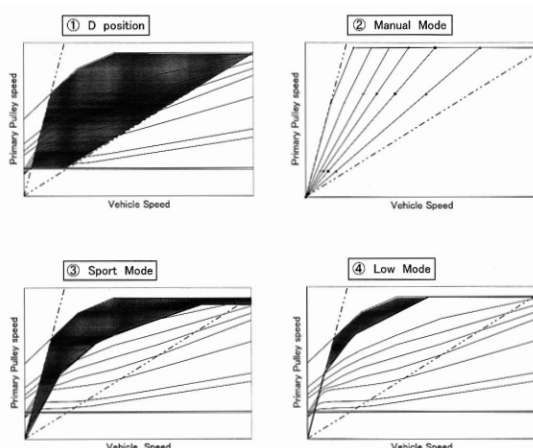 ① D position
② Manual Mode
Primary Pulley speed
Vehicle Speed
Primary Pulley speed
Vehicle Speed
③ Sport Mode
④ Low Mode
Primary Pulley speed
Vehicle Speed
Primary Pulley speed
Vehicle Speed